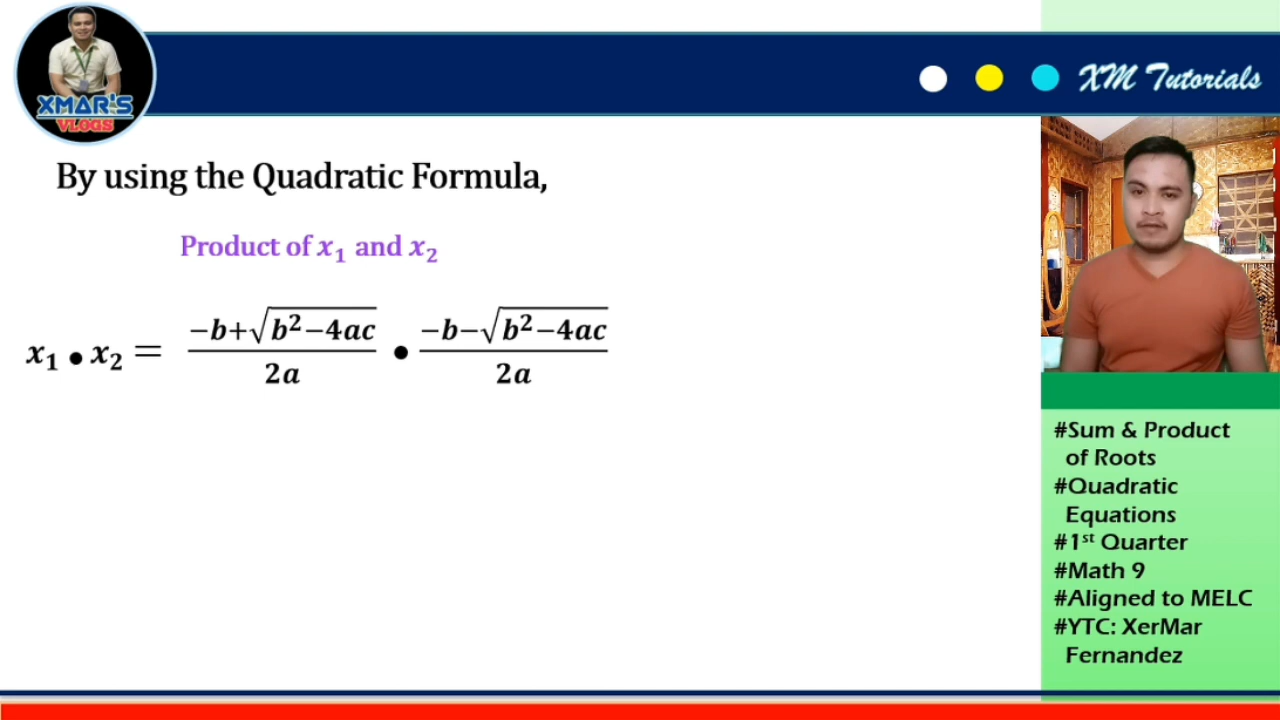 XMAR'S
VLOGS
XM Tutorials
By using the Quadratic Formula,
Product of x₁ and x₂
x₁ • x₂ = (−b+√(b²−4ac))/(2a) • (−b−√(b²−4ac))/(2a)
#Sum & Product
of Roots
#Quadratic
Equations
#1ˢᵗ Quarter
#Math 9
#Aligned to MELC
#YTC: XerMar
Fernandez